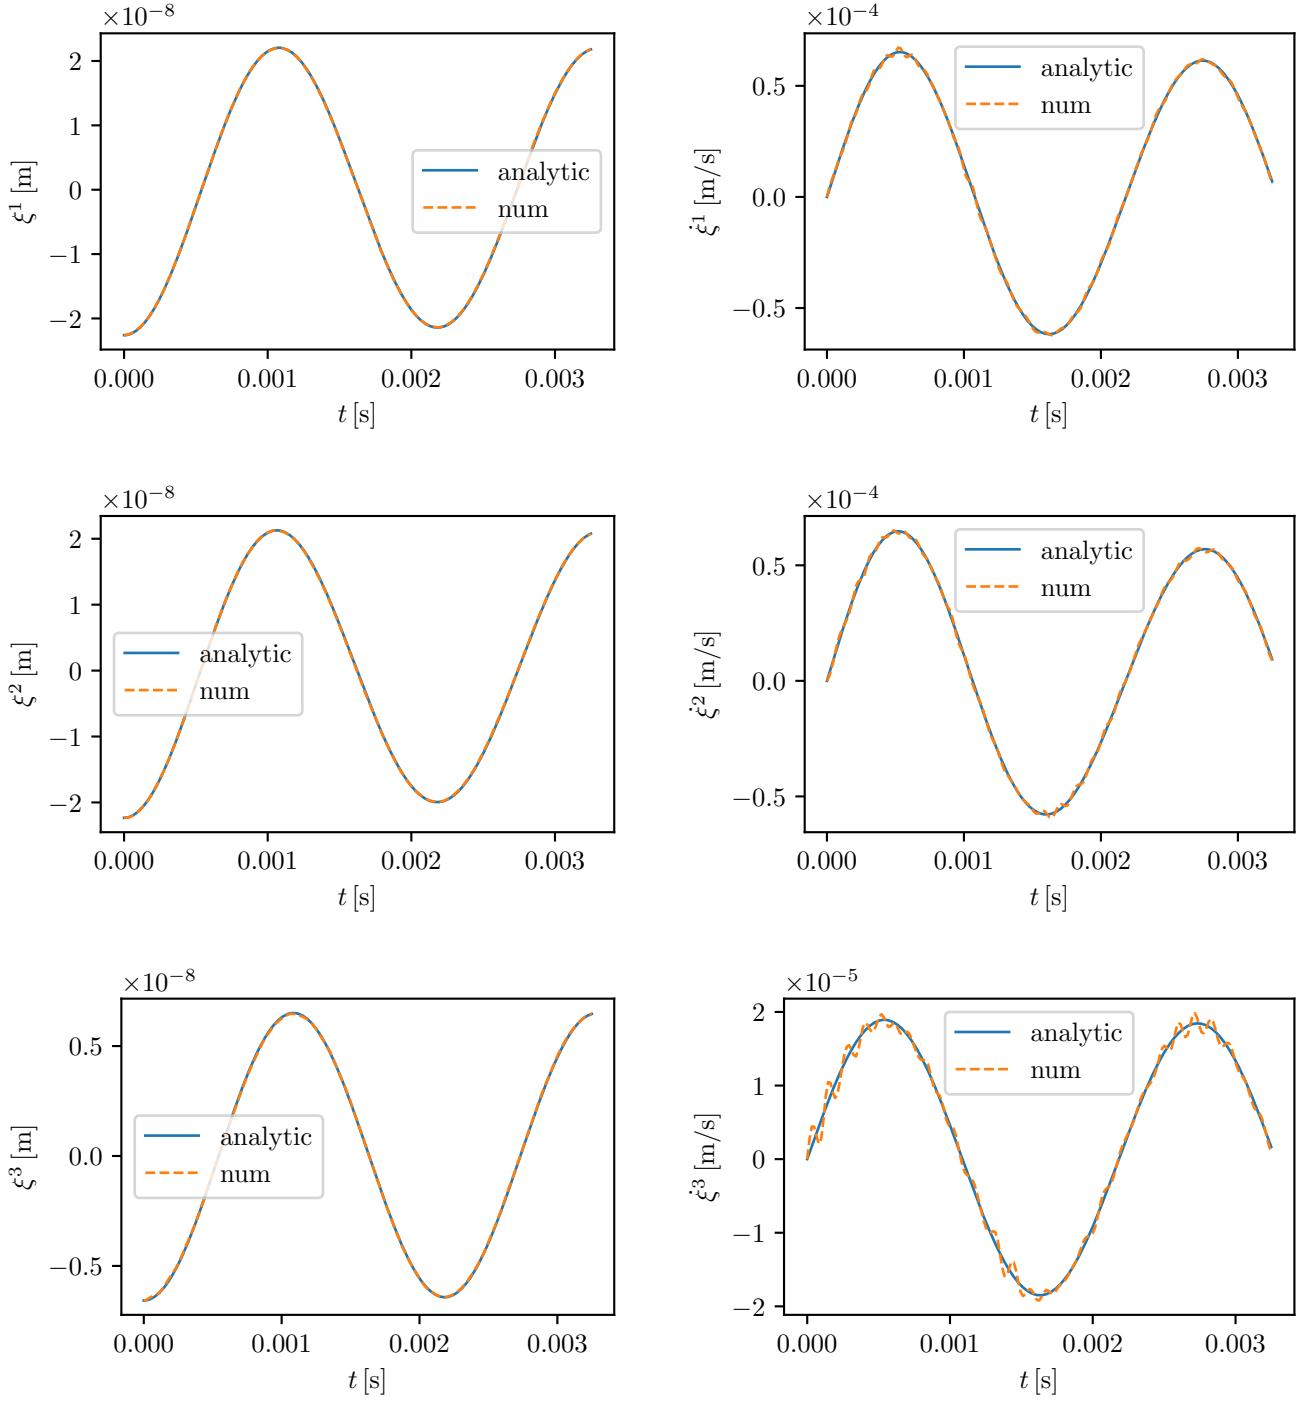 ×10⁻⁸
ξ¹ [m]
2
1
0
−1
−2
analytic
num
0.000 0.001 0.002 0.003
t [s]
×10⁻⁴
ξ̇¹ [m/s]
0.5
0.0
−0.5
analytic
num
0.000 0.001 0.002 0.003
t [s]
×10⁻⁸
ξ² [m]
2
1
0
−1
−2
analytic
num
0.000 0.001 0.002 0.003
t [s]
×10⁻⁴
ξ̇² [m/s]
0.5
0.0
−0.5
analytic
num
0.000 0.001 0.002 0.003
t [s]
×10⁻⁸
ξ³ [m]
0.5
0.0
−0.5
analytic
num
0.000 0.001 0.002 0.003
t [s]
×10⁻⁵
ξ̇³ [m/s]
2
1
0
−1
−2
analytic
num
0.000 0.001 0.002 0.003
t [s]